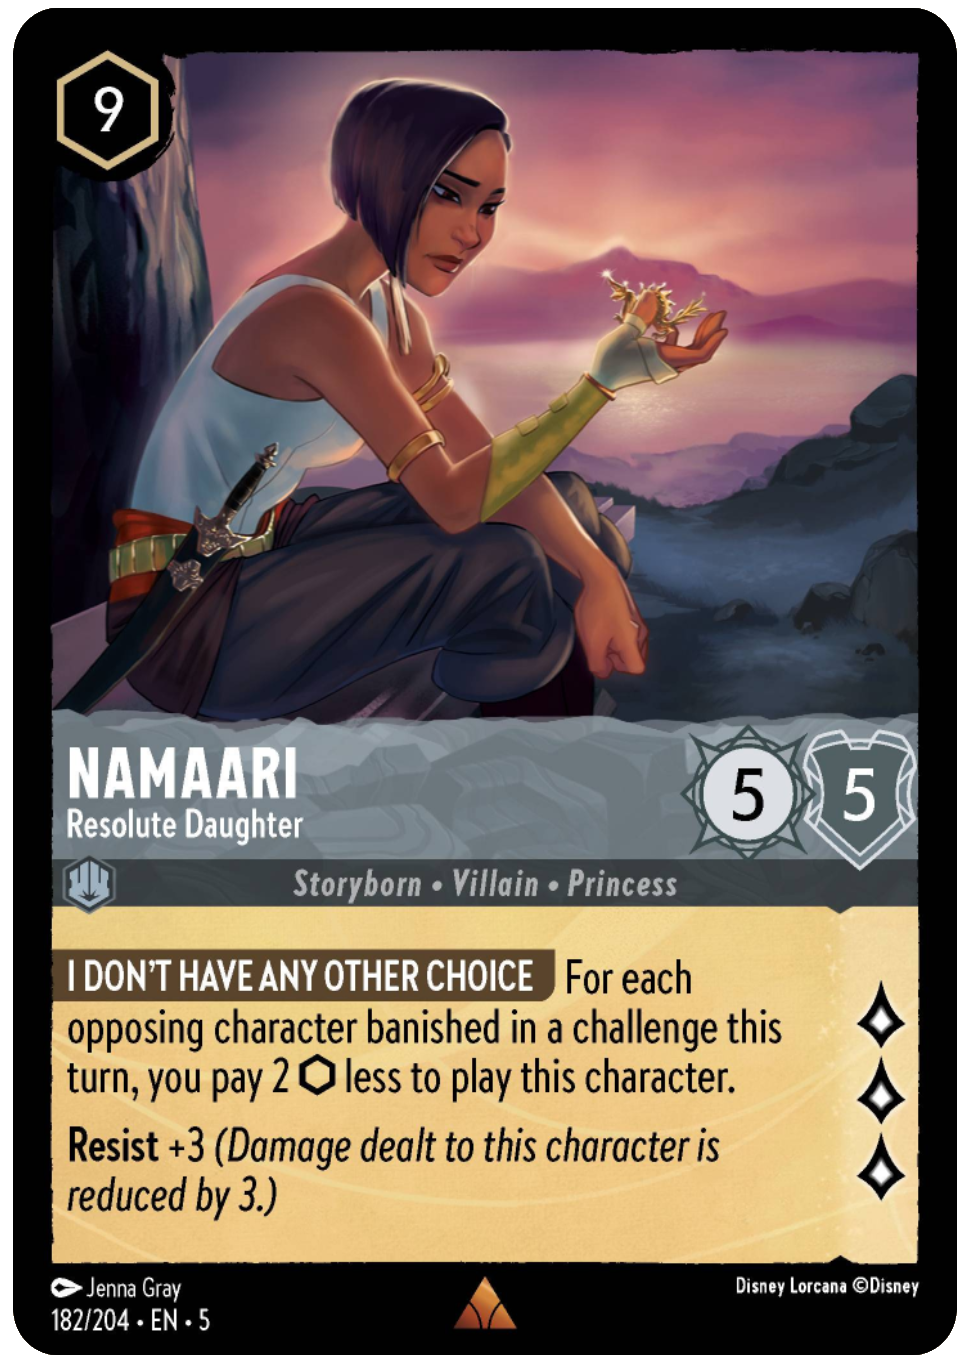 9
NAMAARI
Resolute Daughter
5
5
Storyborn • Villain • Princess
I DON'T HAVE ANY OTHER CHOICE For each
opposing character banished in a challenge this
turn, you pay 2 ⬡ less to play this character.
Resist +3 (Damage dealt to this character is
reduced by 3.)
Jenna Gray
182/204 • EN • 5
Disney Lorcana ©Disney